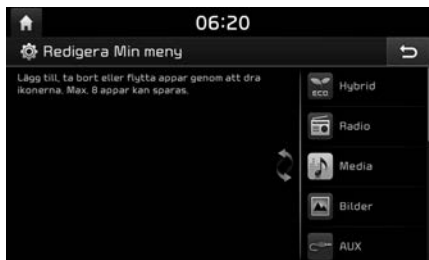 06:20
Redigera Min meny
Lägg till, ta bort eller flytta appar genom att dra
ikonerna. Max. 8 appar kan sparas.
ECO
Hybrid
Radio
Media
Bilder
AUX